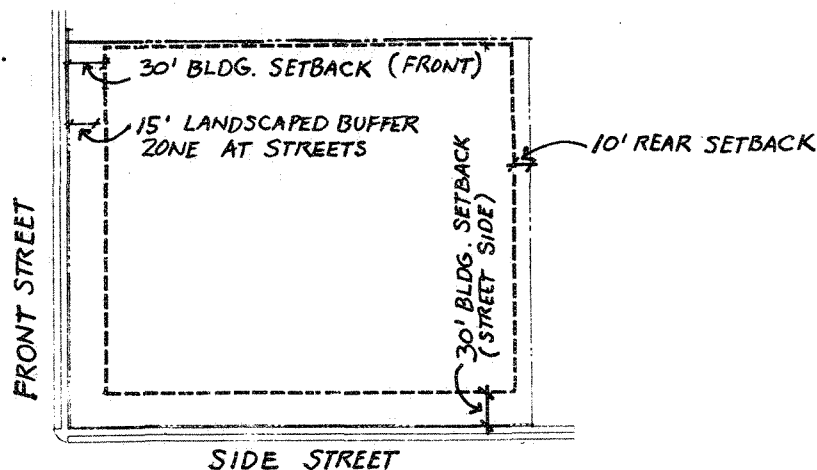 30' BLDG. SETBACK (FRONT)
15' LANDSCAPED BUFFER
ZONE AT STREETS
10' REAR SETBACK
30' BLDG. SETBACK
(STREET SIDE)
FRONT STREET
SIDE STREET